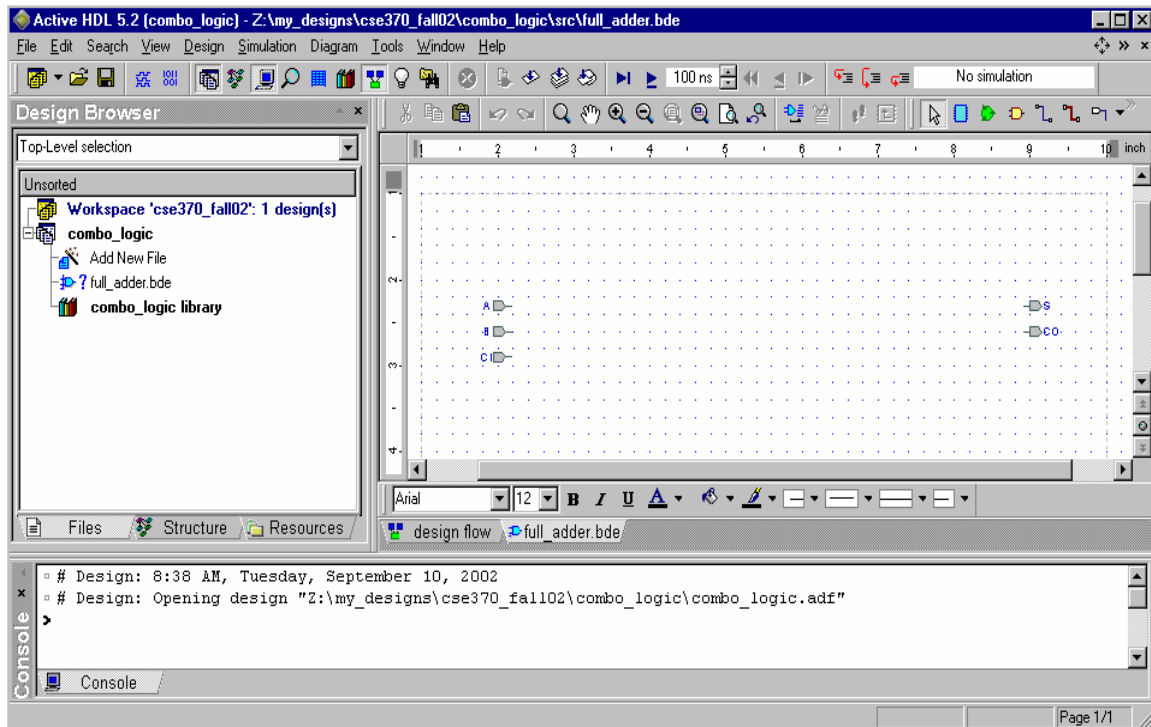 Active HDL 5.2 (combo_logic) - Z:\my_designs\cse370_fall02\combo_logic\src\full_adder.bde
File Edit Search View Design Simulation Diagram Tools Window Help
100 ns No simulation
Design Browser
Top-Level selection
Unsorted
Workspace 'cse370_fall02': 1 design(s)
combo_logic
Add New File
? full_adder.bde
combo_logic library
Files Structure Resources
1 2 3 4 5 6 7 8 9 10 inch
1
2
3
4
A
B
CI
S
CO
Arial 12 B I U A
design flow full_adder.bde
# Design: 8:38 AM, Tuesday, September 10, 2002
# Design: Opening design "Z:\my_designs\cse370_fall02\combo_logic\combo_logic.adf"
>
Console
Console
Page 1/1